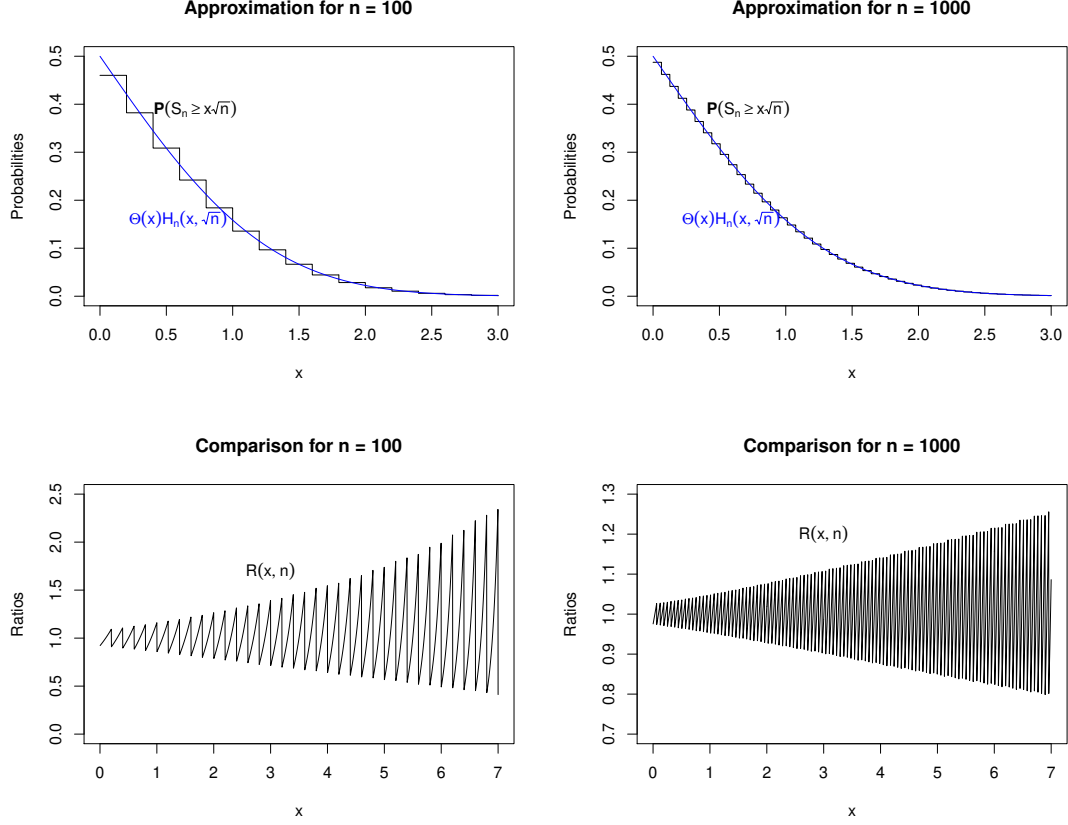 Approximation for n = 100
Probabilities
0.5
0.4
0.3
0.2
0.1
0.0
P(Sₙ ≥ x√n)
Θ(x)Hₙ(x, √n)
0.0 0.5 1.0 1.5 2.0 2.5 3.0
x
Approximation for n = 1000
Probabilities
0.5
0.4
0.3
0.2
0.1
0.0
P(Sₙ ≥ x√n)
Θ(x)Hₙ(x, √n)
0.0 0.5 1.0 1.5 2.0 2.5 3.0
x
Comparison for n = 100
Ratios
2.5
2.0
1.5
1.0
0.5
0.0
R(x, n)
0 1 2 3 4 5 6 7
x
Comparison for n = 1000
Ratios
1.3
1.2
1.1
1.0
0.9
0.8
0.7
R(x, n)
0 1 2 3 4 5 6 7
x